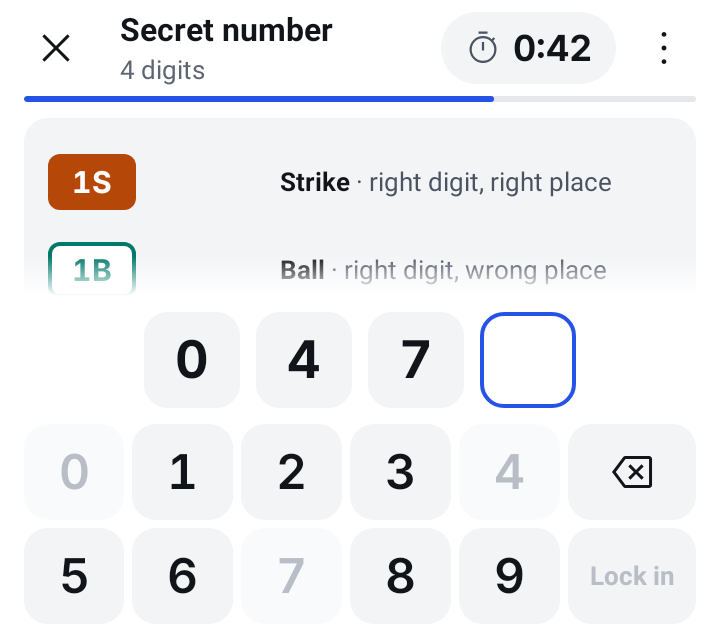 Secret number
4 digits
0:42
1S Strike · right digit, right place
1B Ball · right digit, wrong place
0 4 7
0 1 2 3 4
5 6 7 8 9 Lock in